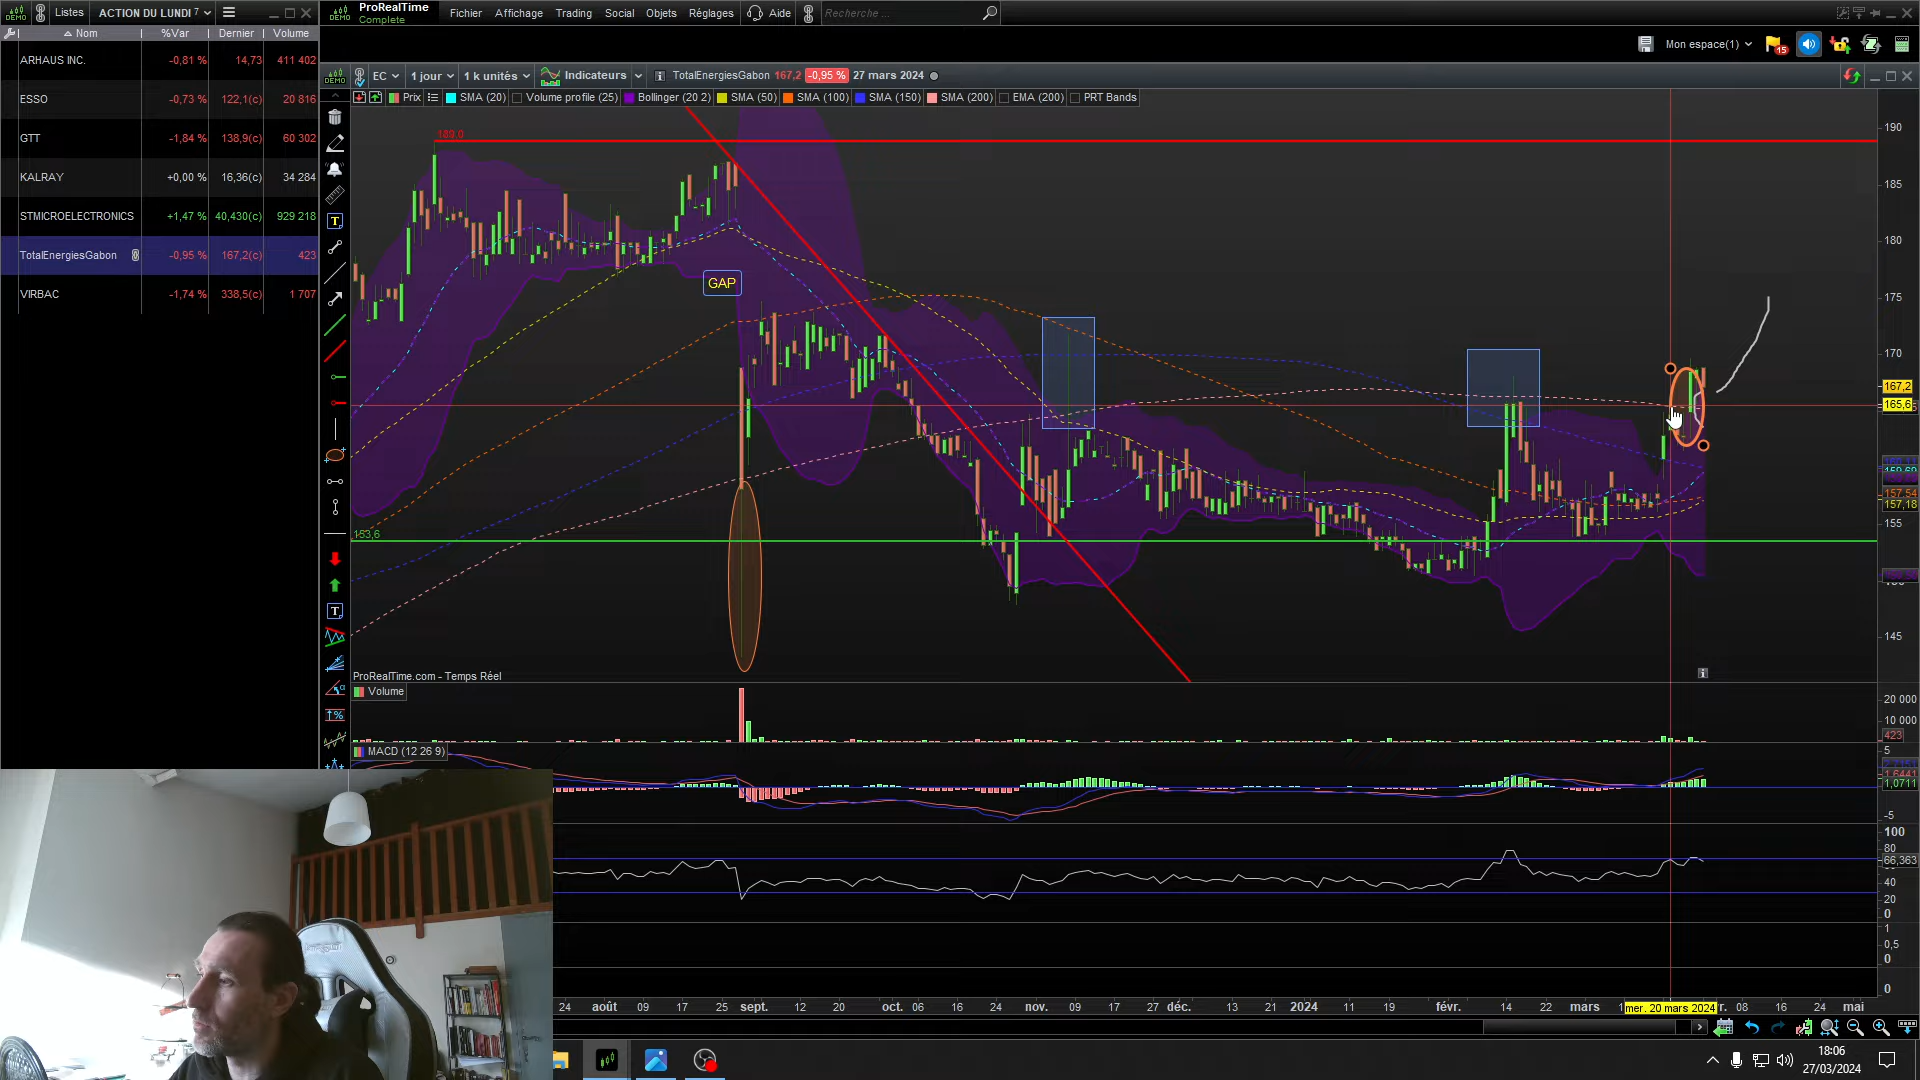 DEMO Listes ACTION DU LUNDI 7
Nom %Var Dernier Volume
ARHAUS INC. -0,81 % 14,73 411 402
ESSO -0,73 % 122,1(c) 20 816
GTT -1,84 % 138,9(c) 60 302
KALRAY +0,00 % 16,36(c) 34 284
STMICROELECTRONICS +1,47 % 40,430(c) 929 218
TotalEnergiesGabon -0,95 % 167,2(c) 423
VIRBAC -1,74 % 338,5(c) 1 707
DEMO ProRealTime Complete Fichier Affichage Trading Social Objets Réglages Aide Recherche ...
Mon espace(1) 15
DEMO EC 1 jour 1 k unités Indicateurs TotalEnergiesGabon 167,2 -0,95 % 27 mars 2024
Prix SMA (20) Volume profile (25) Bollinger (20 2) SMA (50) SMA (100) SMA (150) SMA (200) EMA (200) PRT Bands
189,0
190
185
180
GAP
175
170
167,2
165,6
157,54
157,18
155
153,6
145
ProRealTime.com - Temps Réel
Volume
20 000
10 000
423
MACD (12 26 9)
5
1,6441
1,0711
-5
100
80
66,363
40
20
0
1
0,5
0
0
24 août 09 17 25 sept. 12 20 oct. 06 16 24 nov. 09 17 27 déc. 13 21 2024 11 19 févr. 14 22 mars mer. 20 mars 2024 08 16 24 mai
18:06
27/03/2024